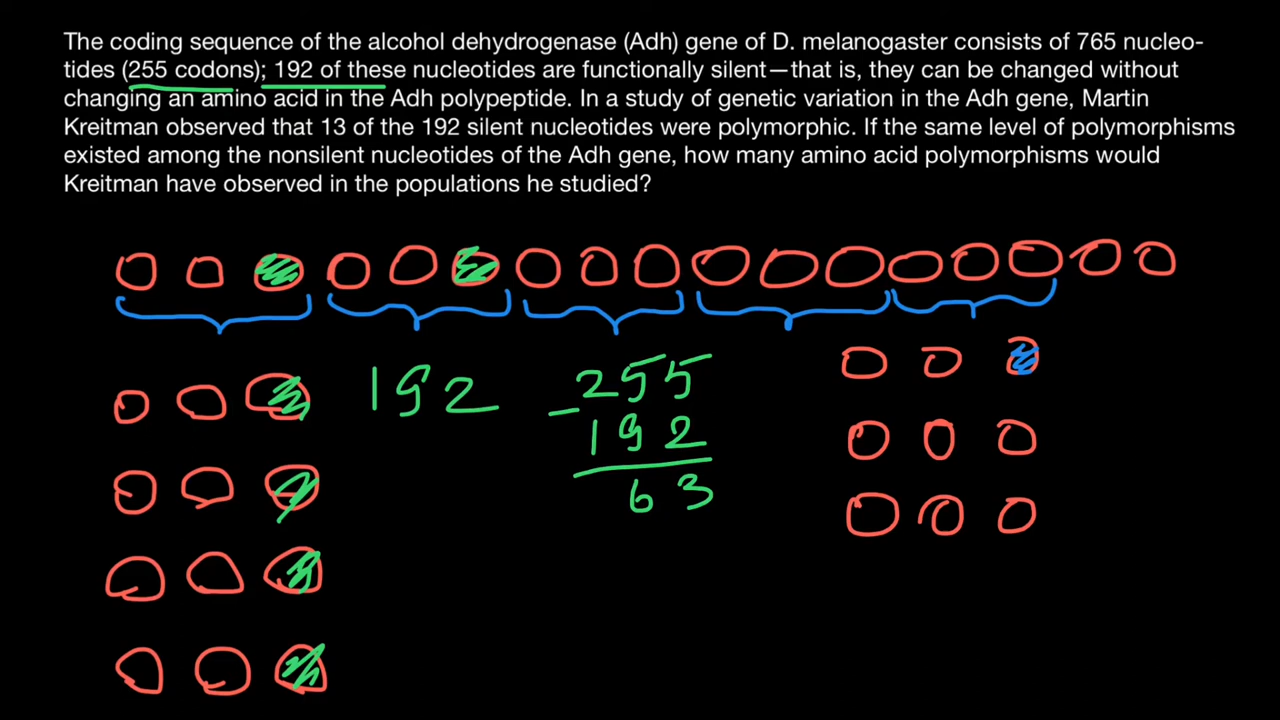 The coding sequence of the alcohol dehydrogenase (Adh) gene of D. melanogaster consists of 765 nucleo-
tides (255 codons); 192 of these nucleotides are functionally silent—that is, they can be changed without
changing an amino acid in the Adh polypeptide. In a study of genetic variation in the Adh gene, Martin
Kreitman observed that 13 of the 192 silent nucleotides were polymorphic. If the same level of polymorphisms
existed among the nonsilent nucleotides of the Adh gene, how many amino acid polymorphisms would
Kreitman have observed in the populations he studied?
192
255
- 192
63